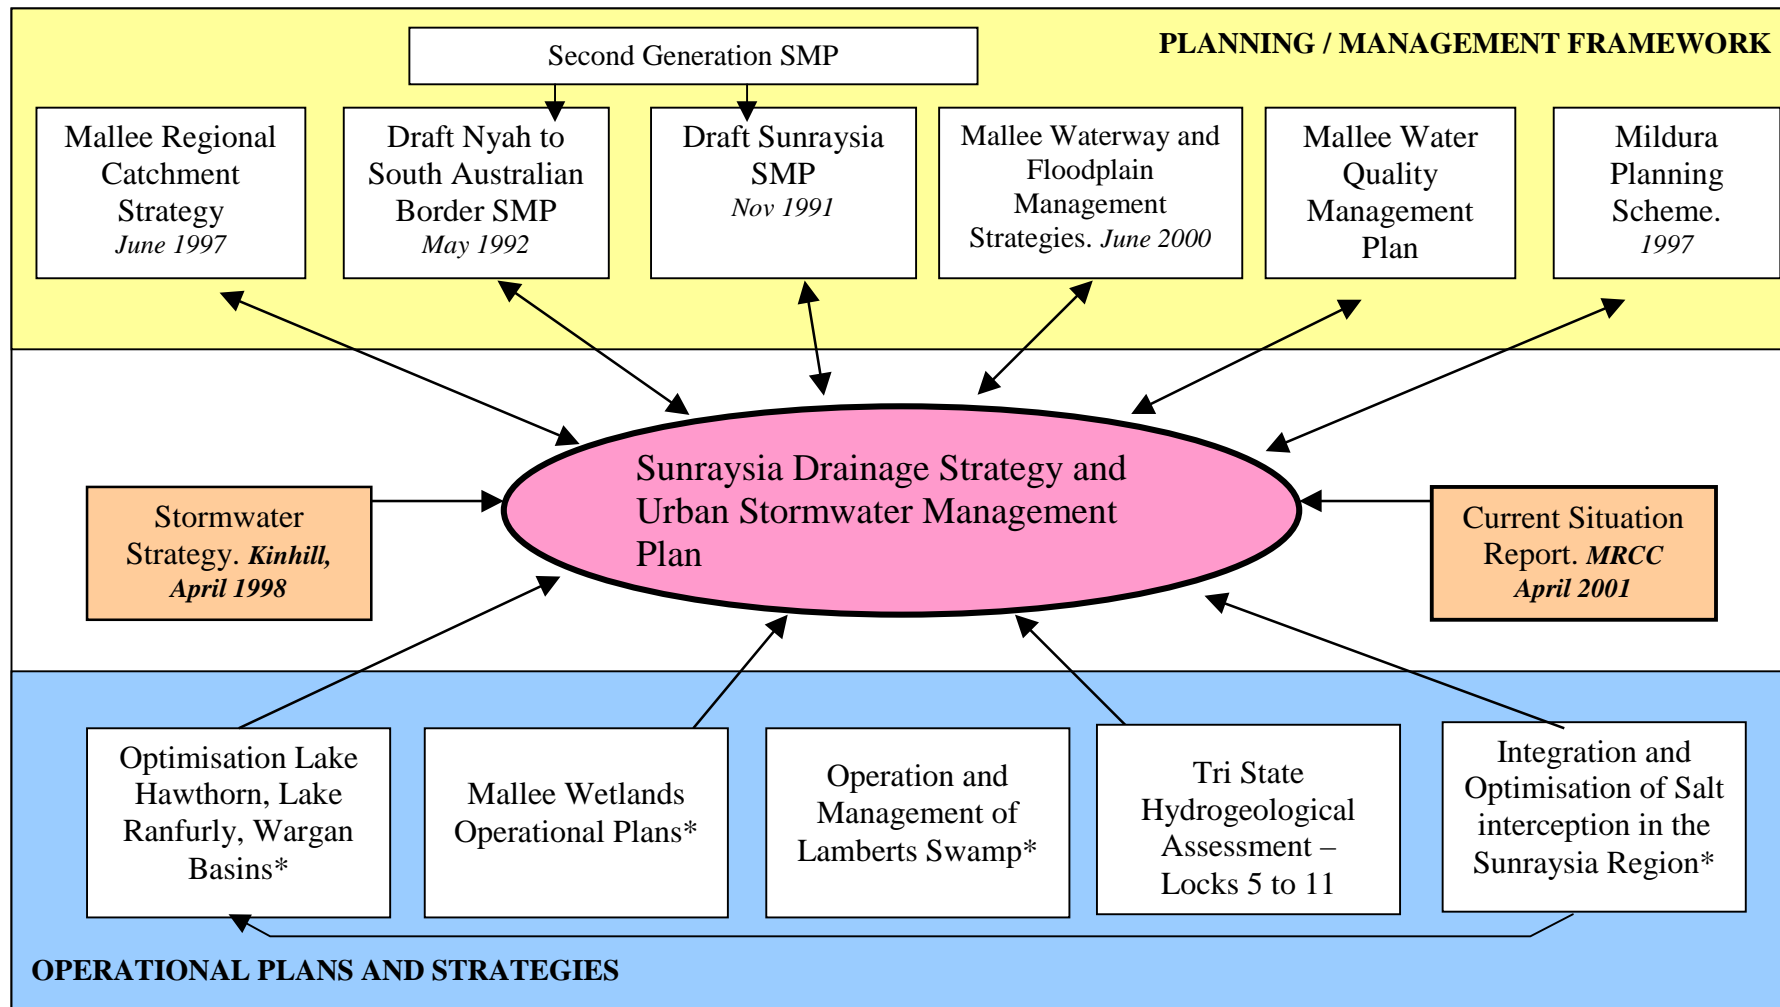 PLANNING / MANAGEMENT FRAMEWORK
Second Generation SMP
Mallee Regional
Catchment
Strategy
June 1997
Draft Nyah to
South Australian
Border SMP
May 1992
Draft Sunraysia
SMP
Nov 1991
Mallee Waterway and
Floodplain
Management
Strategies. June 2000
Mallee Water
Quality
Management
Plan
Mildura
Planning
Scheme.
1997
Stormwater
Strategy. Kinhill,
April 1998
Sunraysia Drainage Strategy and
Urban Stormwater Management
Plan
Current Situation
Report. MRCC
April 2001
Optimisation Lake
Hawthorn, Lake
Ranfurly, Wargan
Basins*
Mallee Wetlands
Operational Plans*
Operation and
Management of
Lamberts Swamp*
Tri State
Hydrogeological
Assessment –
Locks 5 to 11
Integration and
Optimisation of Salt
interception in the
Sunraysia Region*
OPERATIONAL PLANS AND STRATEGIES